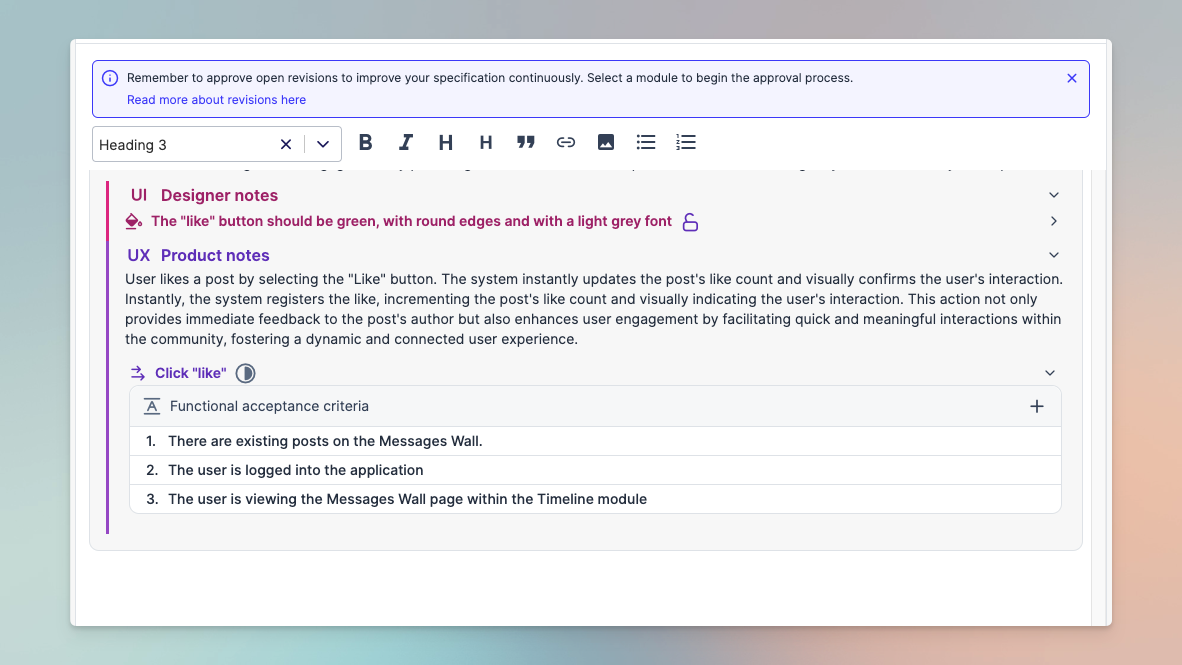 Remember to approve open revisions to improve your specification continuously. Select a module to begin the approval process.
Read more about revisions here
Heading 3
B I H H
UI Designer notes
The "like" button should be green, with round edges and with a light grey font
UX Product notes
User likes a post by selecting the "Like" button. The system instantly updates the post's like count and visually confirms the user's interaction.
Instantly, the system registers the like, incrementing the post's like count and visually indicating the user's interaction. This action not only
provides immediate feedback to the post's author but also enhances user engagement by facilitating quick and meaningful interactions within
the community, fostering a dynamic and connected user experience.
Click "like"
Functional acceptance criteria
1. There are existing posts on the Messages Wall.
2. The user is logged into the application
3. The user is viewing the Messages Wall page within the Timeline module